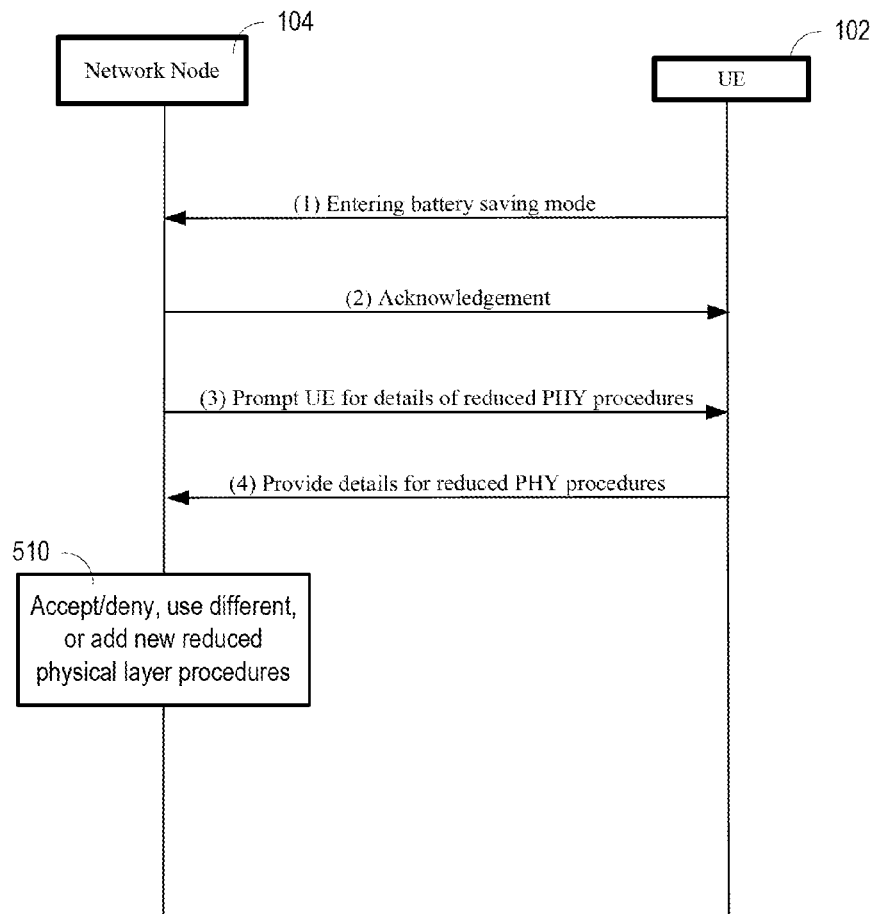 104
102
Network Node
UE
(1) Entering battery saving mode
(2) Acknowledgement
(3) Prompt UE for details of reduced PHY procedures
(4) Provide details for reduced PHY procedures
510
Accept/deny, use different,
or add new reduced
physical layer procedures